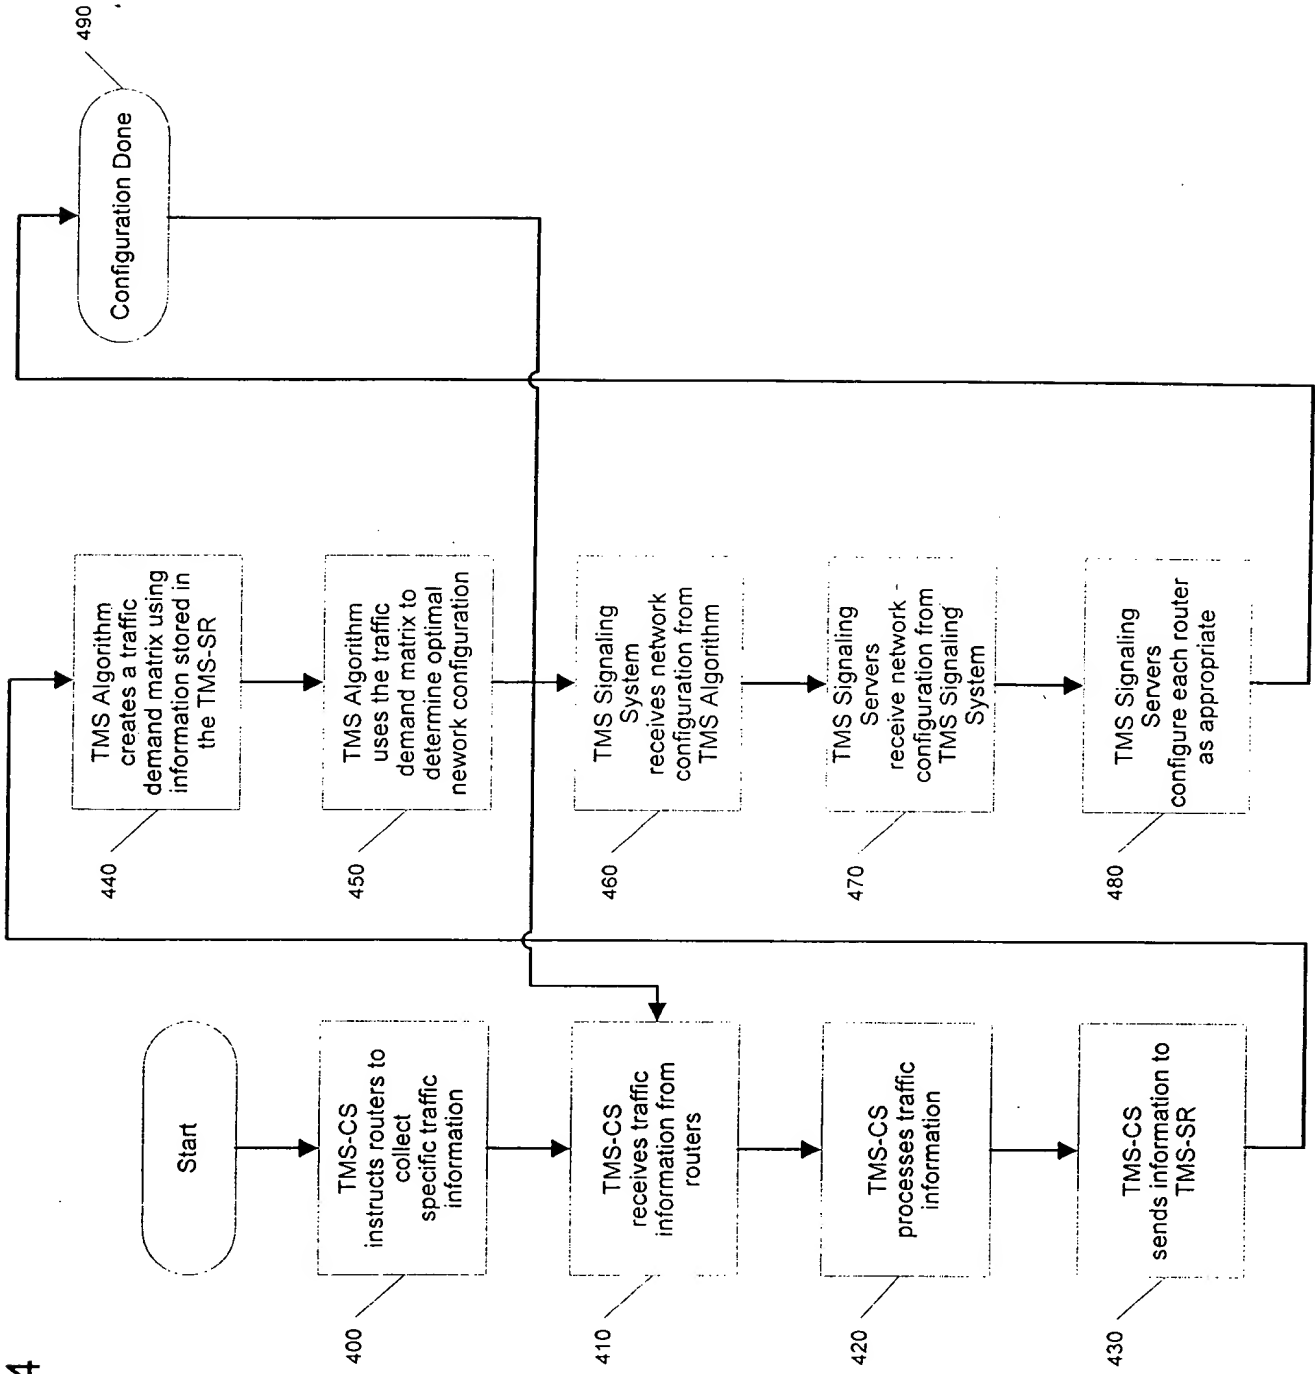 4
Start
TMS-CS
instructs routers to
collect
specific traffic
information
400
TMS-CS
receives traffic
information from
routers
410
TMS-CS
processes traffic
information
420
TMS-CS
sends information to
TMS-SR
430
TMS Algorithm
creates a traffic
demand matrix using
information stored in
the TMS-SR
440
TMS Algorithm
uses the traffic
demand matrix to
determine optimal
network configuration
450
TMS Signaling
System
receives network
configuration from
TMS Algorithm
460
TMS Signaling
Servers
receive network -
configuration from
TMS Signaling
System
470
TMS Signaling
Servers
configure each router
as appropriate
480
Configuration Done
490